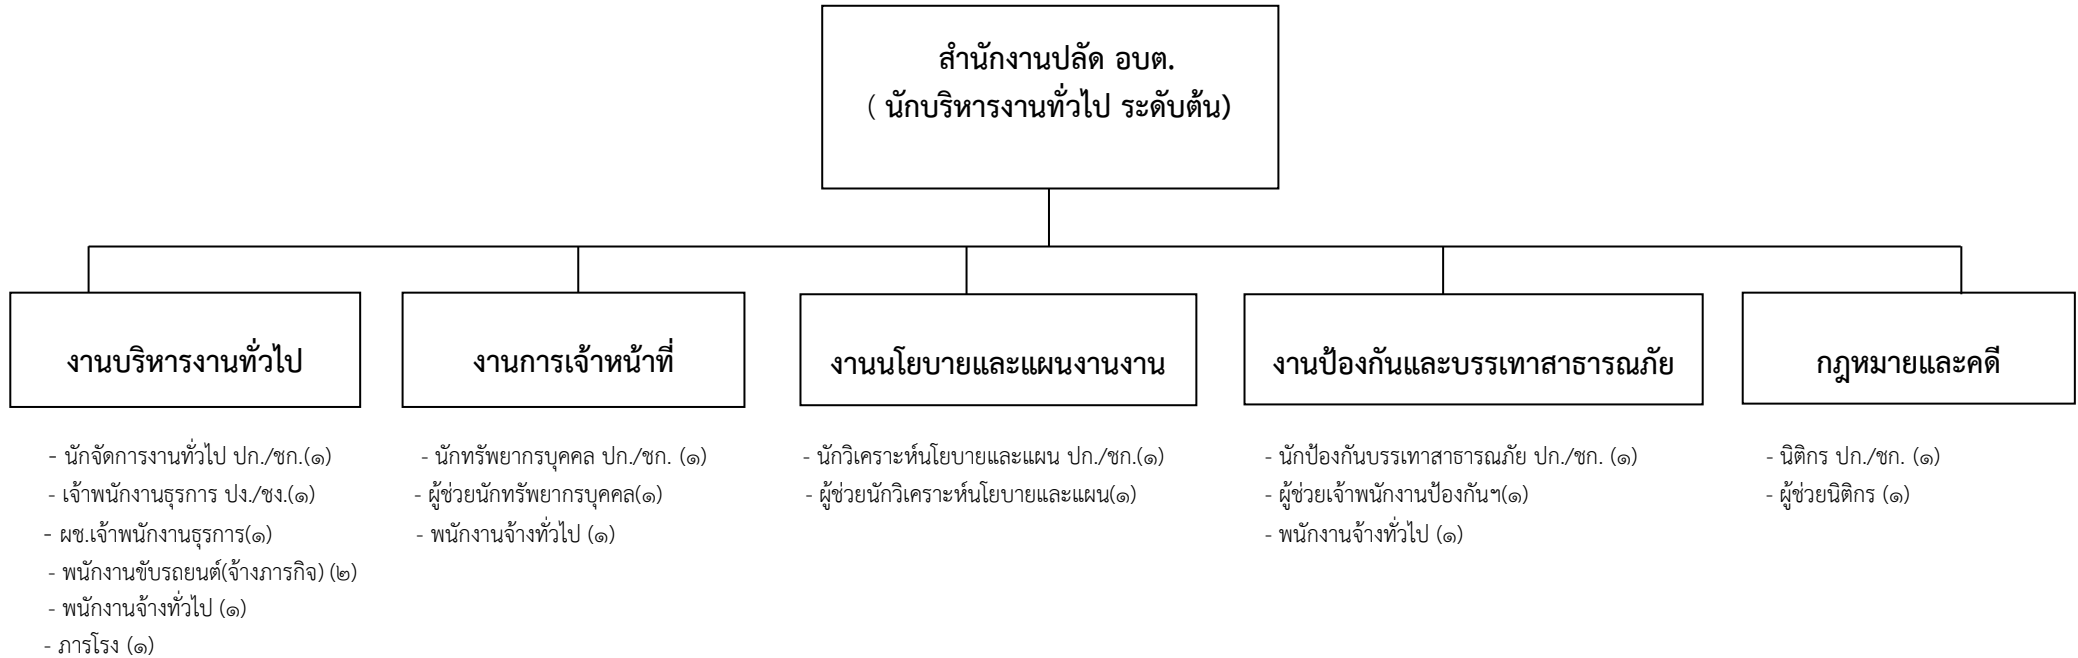 สำนักงานปลัด อบต.
( นักบริหารงานทั่วไป ระดับต้น)
งานบริหารงานทั่วไป
- นักจัดการงานทั่วไป ปก./ชก.(๑)
- เจ้าพนักงานธุรการ ปง./ชง.(๑)
- ผช.เจ้าพนักงานธุรการ(๑)
- พนักงานขับรถยนต์(จ้างภารกิจ) (๒)
- พนักงานจ้างทั่วไป (๑)
- ภารโรง (๑)
งานการเจ้าหน้าที่
- นักทรัพยากรบุคคล ปก./ชก. (๑)
- ผู้ช่วยนักทรัพยากรบุคคล(๑)
- พนักงานจ้างทั่วไป (๑)
งานนโยบายและแผนงานงาน
- นักวิเคราะห์นโยบายและแผน ปก./ชก.(๑)
- ผู้ช่วยนักวิเคราะห์นโยบายและแผน(๑)
งานป้องกันและบรรเทาสาธารณภัย
- นักป้องกันบรรเทาสาธารณภัย ปก./ชก. (๑)
- ผู้ช่วยเจ้าพนักงานป้องกันฯ(๑)
- พนักงานจ้างทั่วไป (๑)
กฎหมายและคดี
- นิติกร ปก./ชก. (๑)
- ผู้ช่วยนิติกร (๑)